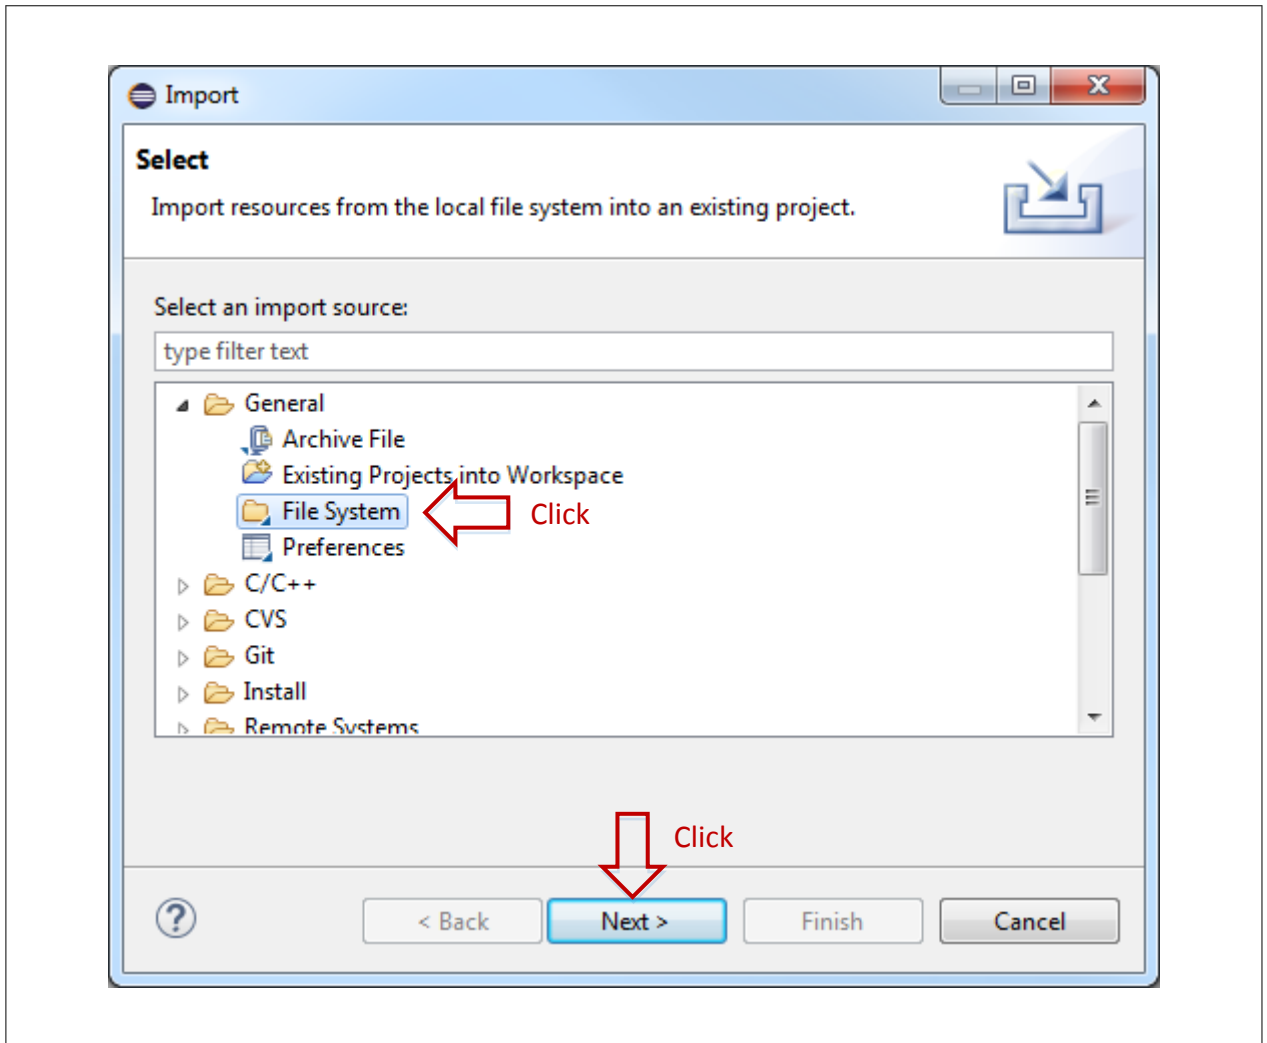 Import
Select
Import resources from the local file system into an existing project.
Select an import source:
type filter text
General
Archive File
Existing Projects into Workspace
File System
Click
Preferences
C/C++
CVS
Git
Install
Remote Systems
Click
?
< Back
Next >
Finish
Cancel